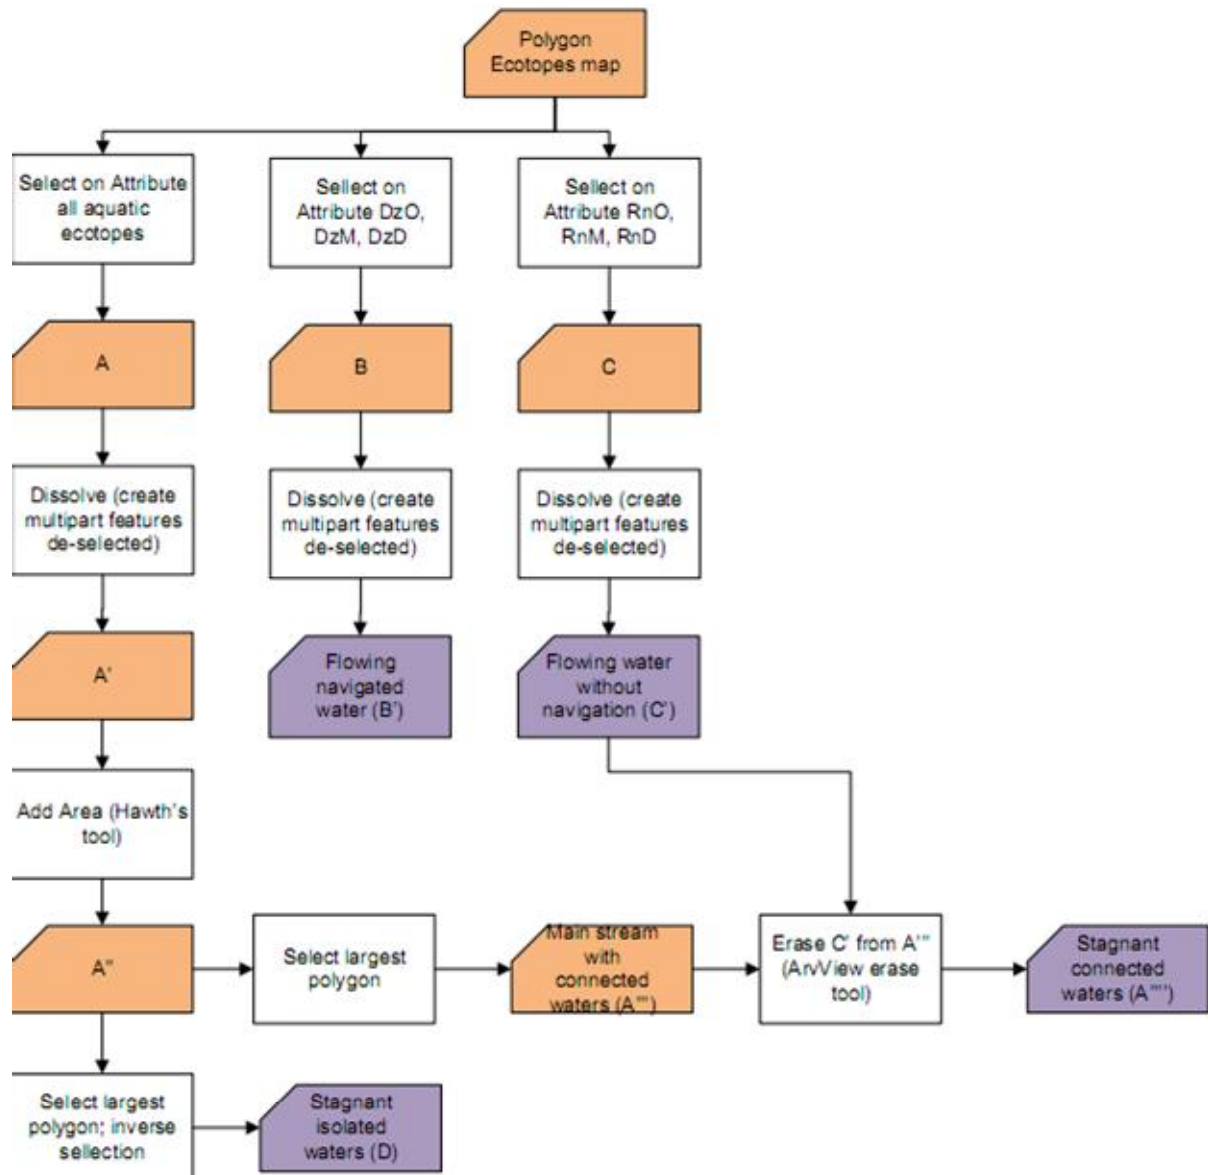 Polygon
Ecotopes map
Select on Attribute
all aquatic
ecotopes
Sellect on
Attribute DzO,
DzM, DzD
Sellect on
Attribute RnO,
RnM, RnD
A
B
C
Dissolve (create
multipart features
de-selected)
Dissolve (create
multipart features
de-selected)
Dissolve (create
multipart features
de-selected)
A'
Flowing
navigated
water (B')
Flowing water
without
navigation (C')
Add Area (Hawth's
tool)
A''
Select largest
polygon
Main stream
with
connected
waters (A''')
Erase C' from A'''
(ArvView erase
tool)
Stagnant
connected
waters (A'''')
Select largest
polygon; inverse
sellection
Stagnant
isolated
waters (D)